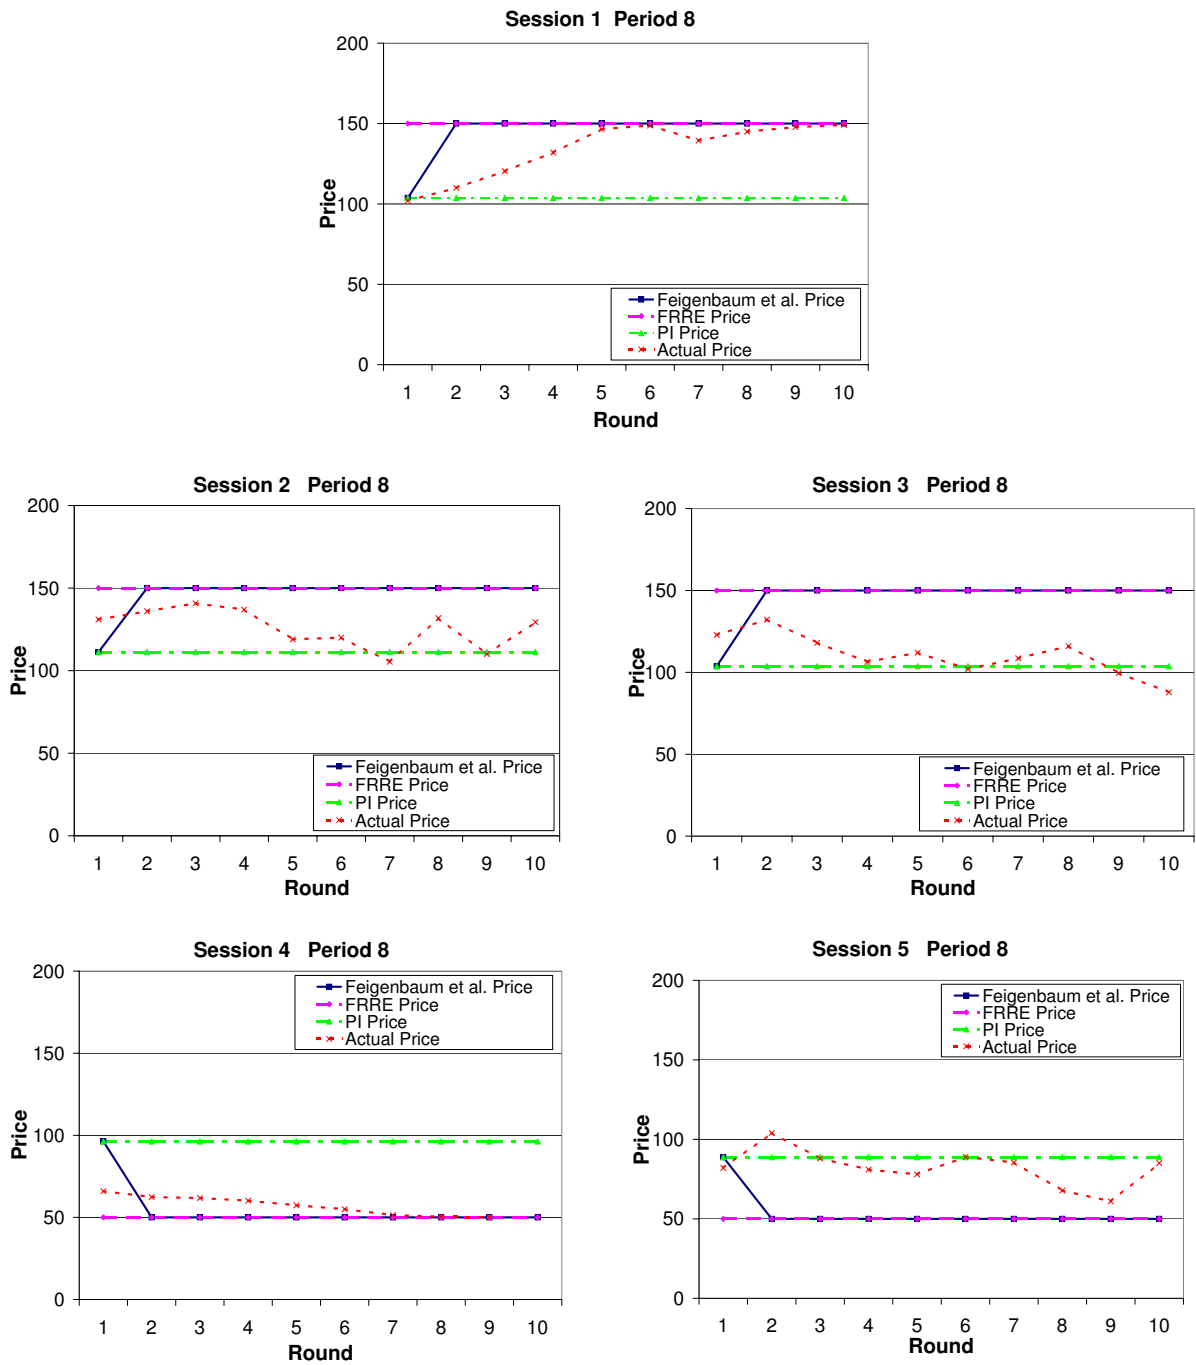 Session 1 Period 8
200
150
100
50
0
Price
Feigenbaum et al. Price
FRRE Price
PI Price
Actual Price
1 2 3 4 5 6 7 8 9 10
Round
Session 2 Period 8
200
150
100
50
0
Price
Feigenbaum et al. Price
FRRE Price
PI Price
Actual Price
1 2 3 4 5 6 7 8 9 10
Round
Session 3 Period 8
200
150
100
50
0
Price
Feigenbaum et al. Price
FRRE Price
PI Price
Actual Price
1 2 3 4 5 6 7 8 9 10
Round
Session 4 Period 8
200
150
100
50
0
Price
Feigenbaum et al. Price
FRRE Price
PI Price
Actual Price
1 2 3 4 5 6 7 8 9 10
Round
Session 5 Period 8
200
150
100
50
0
Price
Feigenbaum et al. Price
FRRE Price
PI Price
Actual Price
1 2 3 4 5 6 7 8 9 10
Round